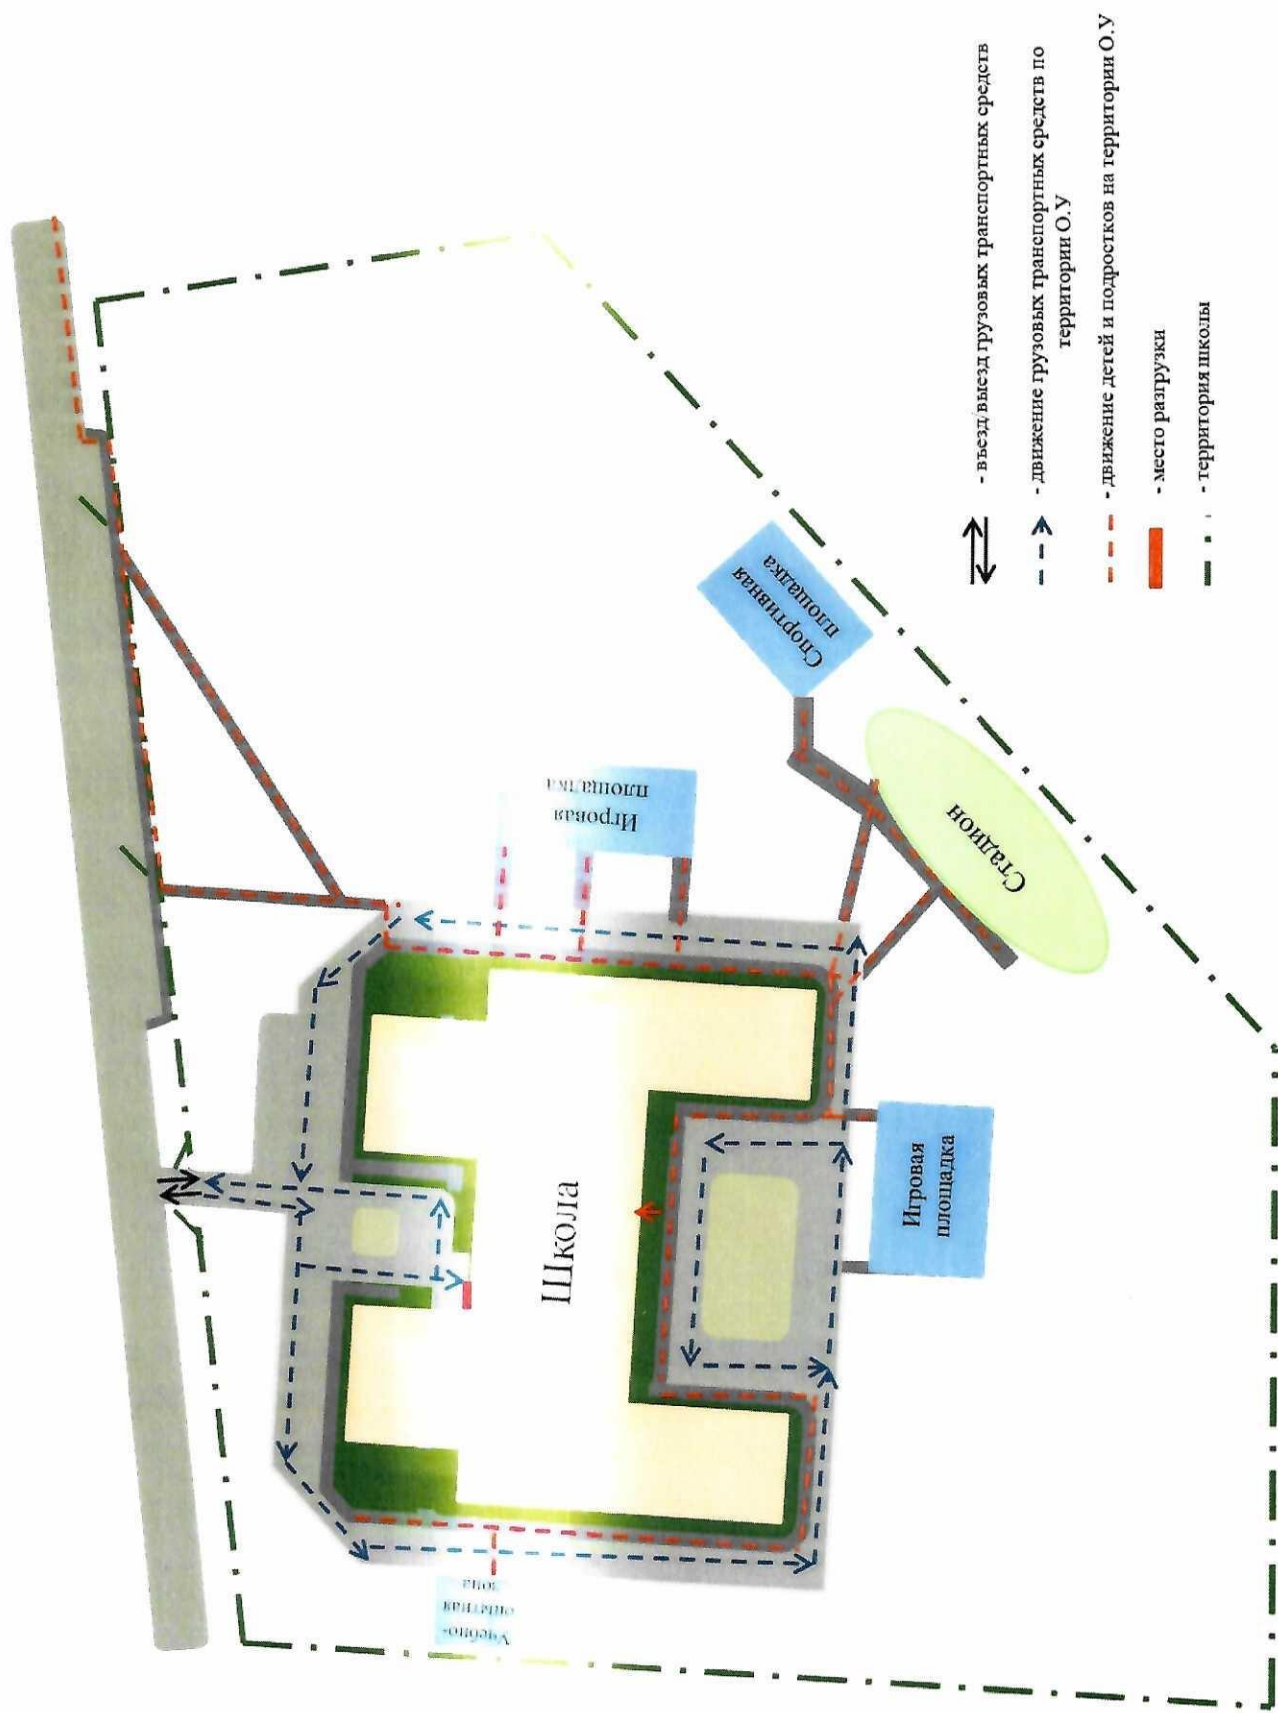 Школа
Игровая
площадка
Игровая
площадка
Спортивная
площадка
Стадион
Учебно-
опытная
зона
- въезд/выезд грузовых транспортных средств
- движение грузовых транспортных средств по
территории О.У
- движение детей и подростков на территории О.У
- место разгрузки
- территория школы